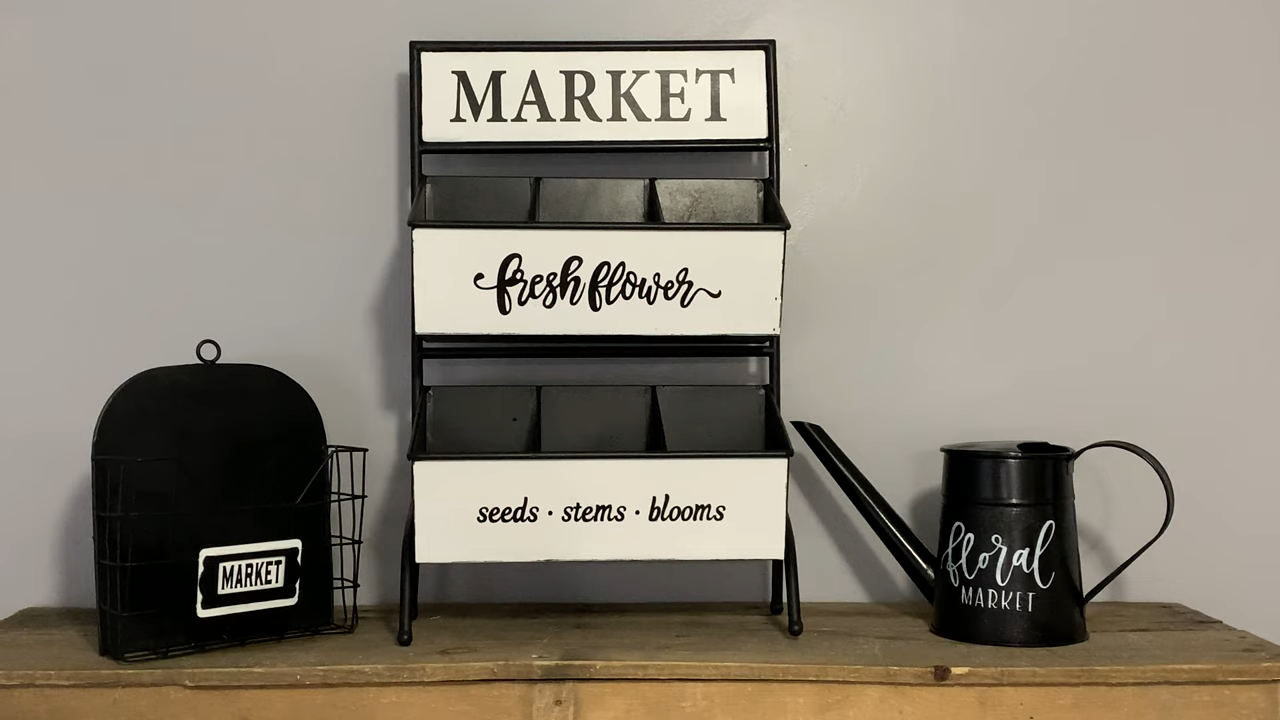 MARKET
fresh flower
seeds · stems · blooms
MARKET
floral
MARKET